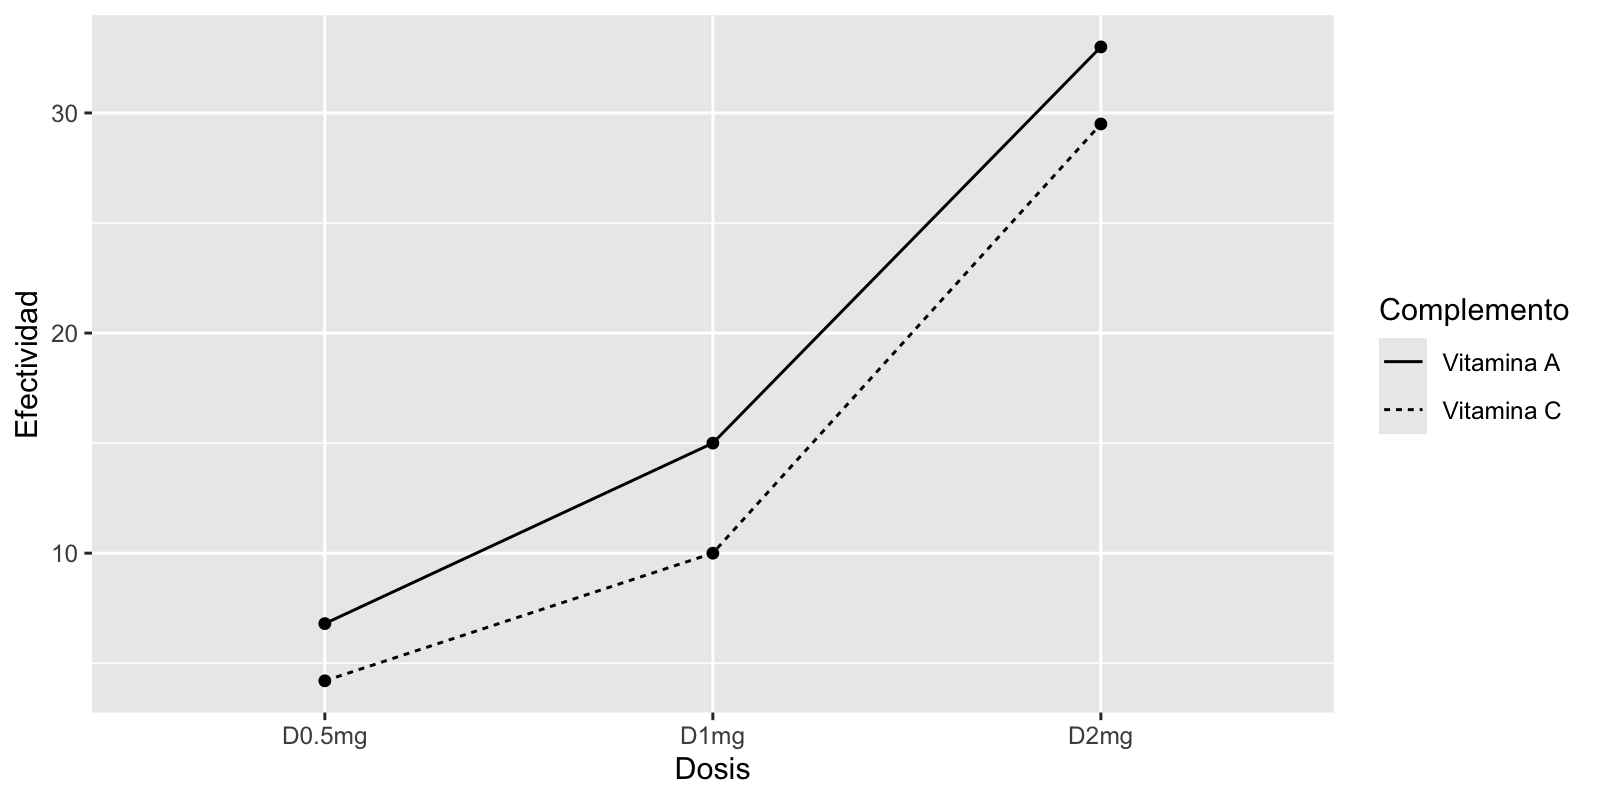 Efectividad
30
20
10
D0.5mg
D1mg
D2mg
Dosis
Complemento
Vitamina A
Vitamina C